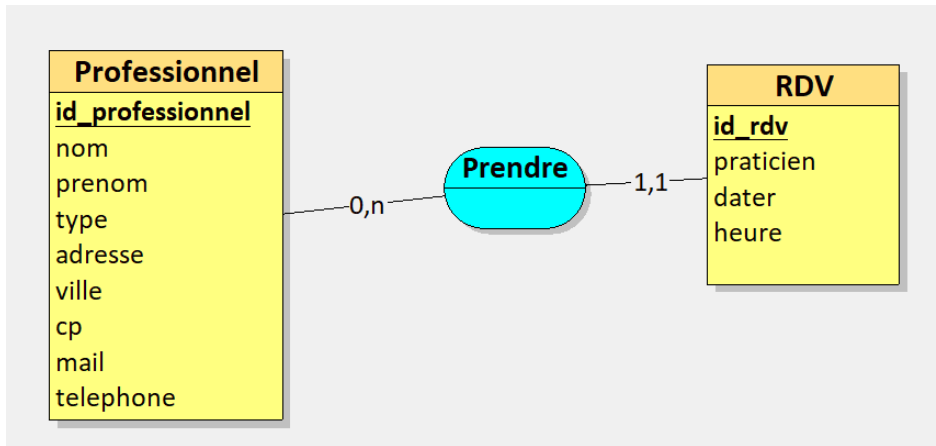 Professionnel
id_professionnel
nom
prenom
type
adresse
ville
cp
mail
telephone
0,n
Prendre
1,1
RDV
id_rdv
praticien
dater
heure